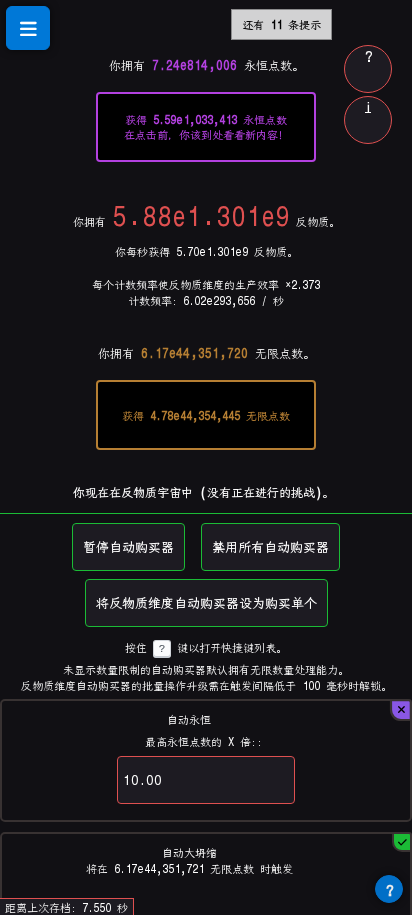 还有 11 条提示
你拥有 7.24e814,006 永恒点数。
?
获得 5.59e1,033,413 永恒点数
在点击前，你该到处看看新内容!
i
你拥有 5.88e1.301e9 反物质。
你每秒获得 5.70e1.301e9 反物质。
每个计数频率使反物质维度的生产效率 ×2.373
计数频率: 6.02e293,656 / 秒
你拥有 6.17e44,351,720 无限点数。
获得 4.78e44,354,445 无限点数
你现在在反物质宇宙中 (没有正在进行的挑战)。
暂停自动购买器
禁用所有自动购买器
将反物质维度自动购买器设为购买单个
按住 ? 键以打开快捷键列表。
未显示数量限制的自动购买器默认拥有无限数量处理能力。
反物质维度自动购买器的批量操作升级需在触发间隔低于 100 毫秒时解锁。
自动永恒
最高永恒点数的 X 倍::
10.00
自动大坍缩
将在 6.17e44,351,721 无限点数 时触发
?
距离上次存档: 7.550 秒